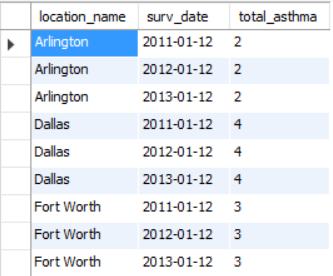 location_name surv_date total_asthma
Arlington 2011-01-12 2
Arlington 2012-01-12 2
Arlington 2013-01-12 2
Dallas 2011-01-12 4
Dallas 2012-01-12 4
Dallas 2013-01-12 4
Fort Worth 2011-01-12 3
Fort Worth 2012-01-12 3
Fort Worth 2013-01-12 3